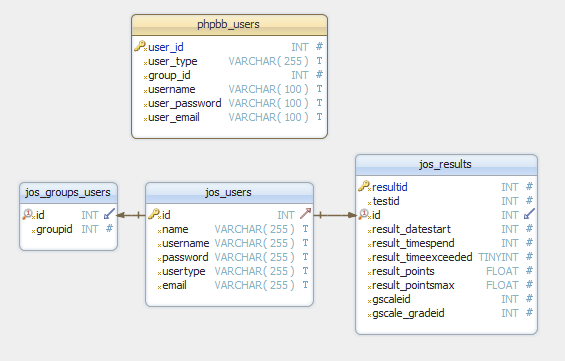 phpbb_users
user_id INT #
user_type VARCHAR(255) T
group_id INT #
username VARCHAR(100) T
user_password VARCHAR(100) T
user_email VARCHAR(100) T
jos_groups_users
id INT
groupid INT #
jos_users
id INT
name VARCHAR(255) T
username VARCHAR(255) T
password VARCHAR(255) T
usertype VARCHAR(255) T
email VARCHAR(255) T
jos_results
resultid INT #
testid INT #
id INT
result_datestart INT #
result_timespend INT #
result_timeexceeded TINYINT #
result_points FLOAT #
result_pointsmax FLOAT #
gscaleid INT #
gscale_gradeid INT #